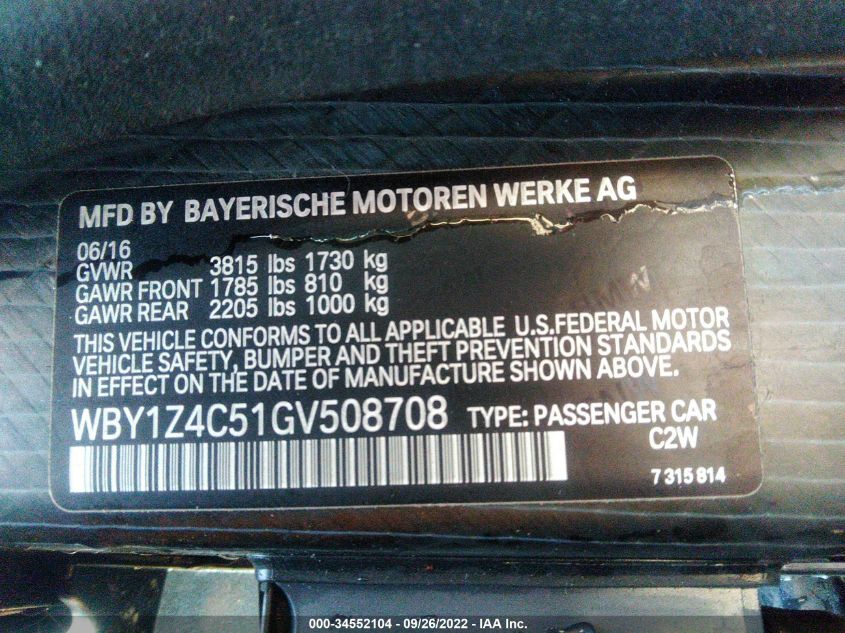 MFD BY BAYERISCHE MOTOREN WERKE AG
06/16
GVWR 3815 lbs 1730 kg
GAWR FRONT 1785 lbs 810 kg
GAWR REAR 2205 lbs 1000 kg
THIS VEHICLE CONFORMS TO ALL APPLICABLE U.S.FEDERAL MOTOR
VEHICLE SAFETY, BUMPER AND THEFT PREVENTION STANDARDS
IN EFFECT ON THE DATE OF MANUFACTURE SHOWN ABOVE.
WBY1Z4C51GV508708 TYPE: PASSENGER CAR
C2W
7 315 814
000-34552104 - 09/26/2022 - IAA Inc.